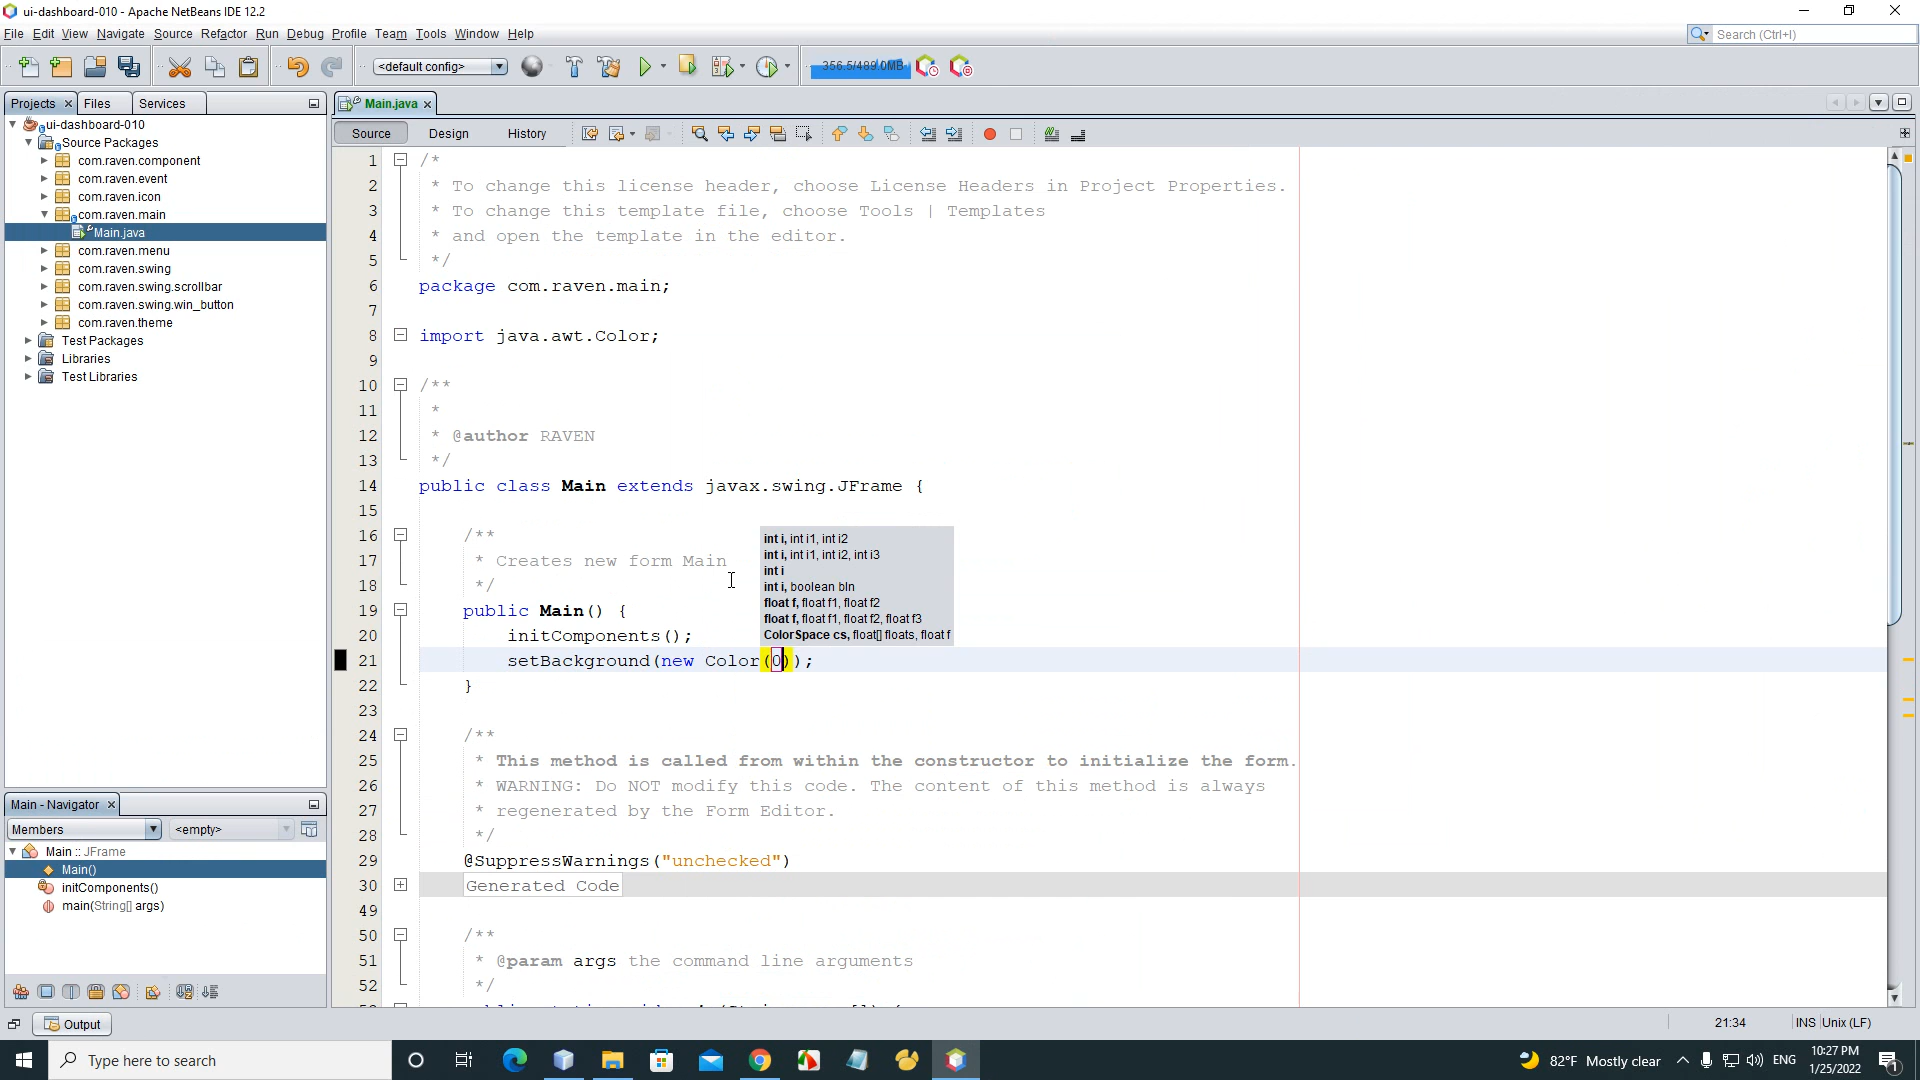 ui-dashboard-010 - Apache NetBeans IDE 12.2
File Edit View Navigate Source Refactor Run Debug Profile Team Tools Window Help
Search (Ctrl+I)
<default config>
356.5/489.0MB
Projects
Files
Services
Main.java
Source
Design
History
ui-dashboard-010
Source Packages
com.raven.component
com.raven.event
com.raven.icon
com.raven.main
Main.java
com.raven.menu
com.raven.swing
com.raven.swing.scrollbar
com.raven.swing.win_button
com.raven.theme
Test Packages
Libraries
Test Libraries
1 /*
2 * To change this license header, choose License Headers in Project Properties.
3 * To change this template file, choose Tools | Templates
4 * and open the template in the editor.
5 */
6 package com.raven.main;
7
8 import java.awt.Color;
9
10 /**
11 *
12 * @author RAVEN
13 */
14 public class Main extends javax.swing.JFrame {
15
16 /**
17 * Creates new form Main
18 */
19 public Main() {
20 initComponents();
21 setBackground(new Color(0));
22 }
23
24 /**
25 * This method is called from within the constructor to initialize the form.
26 * WARNING: Do NOT modify this code. The content of this method is always
27 * regenerated by the Form Editor.
28 */
29 @SuppressWarnings("unchecked")
30 Generated Code
49
50 /**
51 * @param args the command line arguments
52 */
int i, int i1, int i2
int i, int i1, int i2, int i3
int i
int i, boolean bln
float f, float f1, float f2
float f, float f1, float f2, float f3
ColorSpace cs, float[] floats, float f
Main - Navigator
Members
<empty>
Main :: JFrame
Main()
initComponents()
main(String[] args)
Output
21:34
INS
Unix (LF)
Type here to search
82°F Mostly clear
ENG
10:27 PM
1/25/2022
1